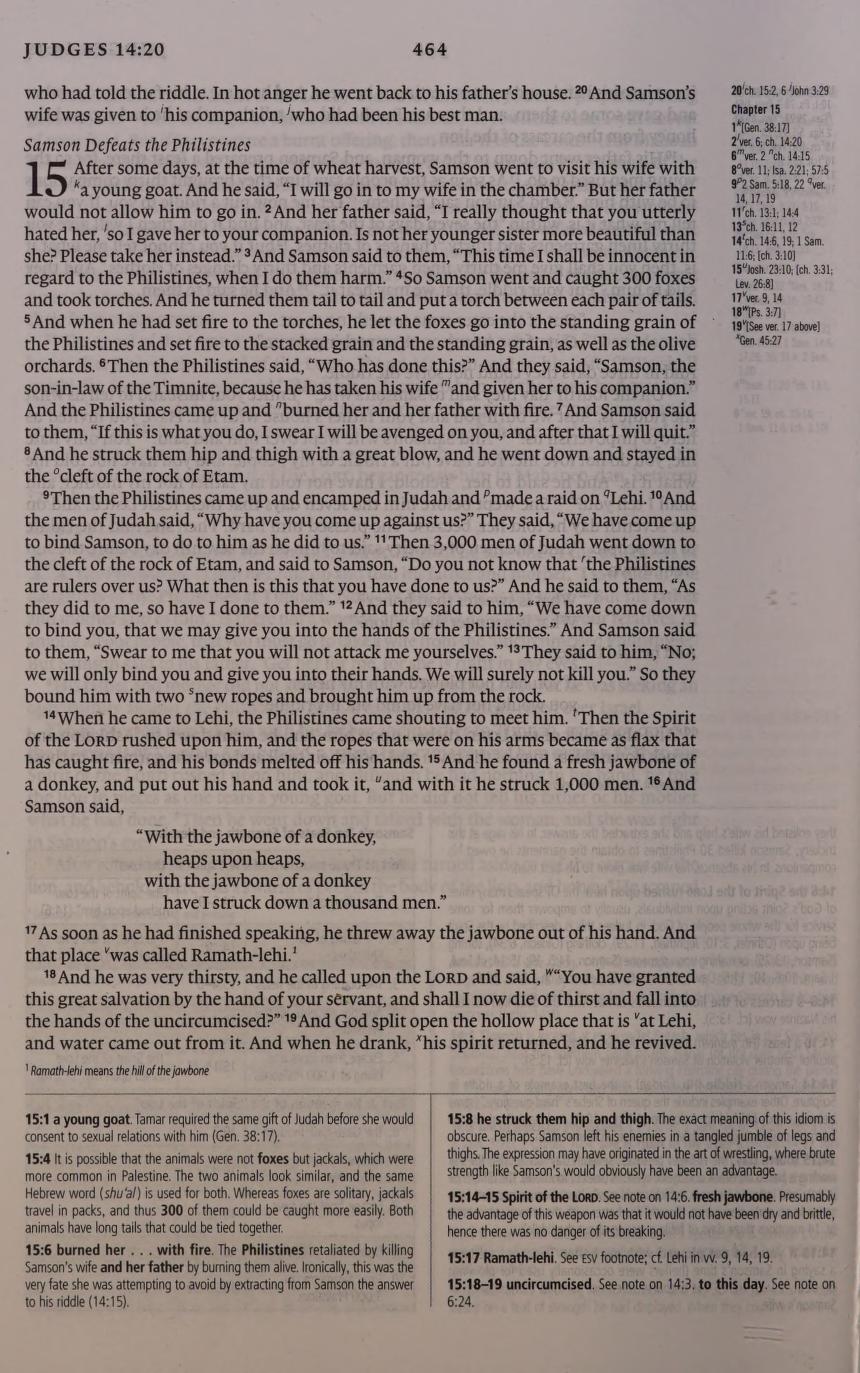 JUDGES 14:20
464
who had told the riddle. In hot anger he went back to his father's house. 20 And Samson's
wife was given to ihis companion, jwho had been his best man.
Samson Defeats the Philistines
15 After some days, at the time of wheat harvest, Samson went to visit his wife with
ka young goat. And he said, “I will go in to my wife in the chamber.” But her father
would not allow him to go in. 2 And her father said, “I really thought that you utterly
hated her, lso I gave her to your companion. Is not her younger sister more beautiful than
she? Please take her instead.” 3 And Samson said to them, “This time I shall be innocent in
regard to the Philistines, when I do them harm.” 4 So Samson went and caught 300 foxes
and took torches. And he turned them tail to tail and put a torch between each pair of tails.
5 And when he had set fire to the torches, he let the foxes go into the standing grain of
the Philistines and set fire to the stacked grain and the standing grain, as well as the olive
orchards. 6 Then the Philistines said, “Who has done this?” And they said, “Samson, the
son-in-law of the Timnite, because he has taken his wife mand given her to his companion.”
And the Philistines came up and nburned her and her father with fire. 7 And Samson said
to them, “If this is what you do, I swear I will be avenged on you, and after that I will quit.”
8 And he struck them hip and thigh with a great blow, and he went down and stayed in
the ocleft of the rock of Etam.
9 Then the Philistines came up and encamped in Judah and pmade a raid on qLehi. 10 And
the men of Judah said, “Why have you come up against us?” They said, “We have come up
to bind Samson, to do to him as he did to us.” 11 Then 3,000 men of Judah went down to
the cleft of the rock of Etam, and said to Samson, “Do you not know that rthe Philistines
are rulers over us? What then is this that you have done to us?” And he said to them, “As
they did to me, so have I done to them.” 12 And they said to him, “We have come down
to bind you, that we may give you into the hands of the Philistines.” And Samson said
to them, “Swear to me that you will not attack me yourselves.” 13 They said to him, “No;
we will only bind you and give you into their hands. We will surely not kill you.” So they
bound him with two snew ropes and brought him up from the rock.
14 When he came to Lehi, the Philistines came shouting to meet him. tThen the Spirit
of the LORD rushed upon him, and the ropes that were on his arms became as flax that
has caught fire, and his bonds melted off his hands. 15 And he found a fresh jawbone of
a donkey, and put out his hand and took it, uand with it he struck 1,000 men. 16 And
Samson said,
“With the jawbone of a donkey,
heaps upon heaps,
with the jawbone of a donkey
have I struck down a thousand men.”
17 As soon as he had finished speaking, he threw away the jawbone out of his hand. And
that place vwas called Ramath-lehi.1
18 And he was very thirsty, and he called upon the LORD and said, w“You have granted
this great salvation by the hand of your servant, and shall I now die of thirst and fall into
the hands of the uncircumcised?” 19 And God split open the hollow place that is vat Lehi,
and water came out from it. And when he drank, xhis spirit returned, and he revived.
1 Ramath-lehi means the hill of the jawbone
20 i ch. 15:2, 6 j John 3:29
Chapter 15
1 k [Gen. 38:17]
2 l ver. 6; ch. 14:20
6 m ver. 2 n ch. 14:15
8 o ver. 11; Isa. 2:21; 57:5
9 p 2 Sam. 5:18, 22 q ver.
14, 17, 19
11 r ch. 13:1; 14:4
13 s ch. 16:11, 12
14 t ch. 14:6, 19; 1 Sam.
11:6; [ch. 3:10]
15 u Josh. 23:10; [ch. 3:31;
Lev. 26:8]
17 v ver. 9, 14
18 w [Ps. 3:7]
19 v [See ver. 17 above]
x Gen. 45:27
15:1 a young goat. Tamar required the same gift of Judah before she would
consent to sexual relations with him (Gen. 38:17).
15:4 It is possible that the animals were not foxes but jackals, which were
more common in Palestine. The two animals look similar, and the same
Hebrew word (shu'al) is used for both. Whereas foxes are solitary, jackals
travel in packs, and thus 300 of them could be caught more easily. Both
animals have long tails that could be tied together.
15:6 burned her . . . with fire. The Philistines retaliated by killing
Samson's wife and her father by burning them alive. Ironically, this was the
very fate she was attempting to avoid by extracting from Samson the answer
to his riddle (14:15).
15:8 he struck them hip and thigh. The exact meaning of this idiom is
obscure. Perhaps Samson left his enemies in a tangled jumble of legs and
thighs. The expression may have originated in the art of wrestling, where brute
strength like Samson's would obviously have been an advantage.
15:14–15 Spirit of the LORD. See note on 14:6. fresh jawbone. Presumably
the advantage of this weapon was that it would not have been dry and brittle,
hence there was no danger of its breaking.
15:17 Ramath-lehi. See ESV footnote; cf. Lehi in vv. 9, 14, 19.
15:18–19 uncircumcised. See note on 14:3. to this day. See note on
6:24.